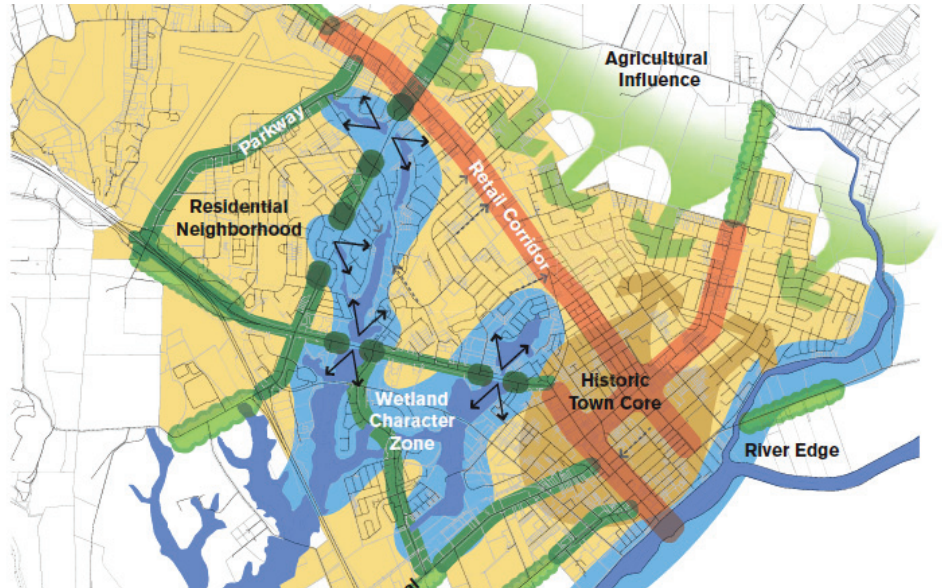 Agricultural
Influence
Parkway
Retail Corridor
Residential
Neighborhood
Historic
Town Core
Wetland
Character
Zone
River Edge